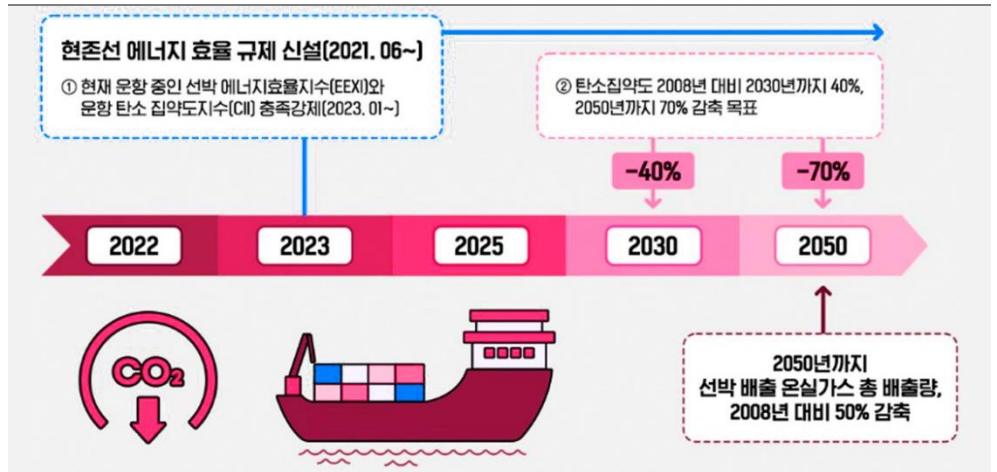 현존선 에너지 효율 규제 신설(2021. 06~)
① 현재 운항 중인 선박 에너지효율지수(EEXI)와
운항 탄소 집약도지수(CII) 충족강제(2023. 01~)
② 탄소집약도 2008년 대비 2030년까지 40%,
2050년까지 70% 감축 목표
-40%
-70%
2022
2023
2025
2030
2050
CO₂
2050년까지
선박 배출 온실가스 총 배출량,
2008년 대비 50% 감축